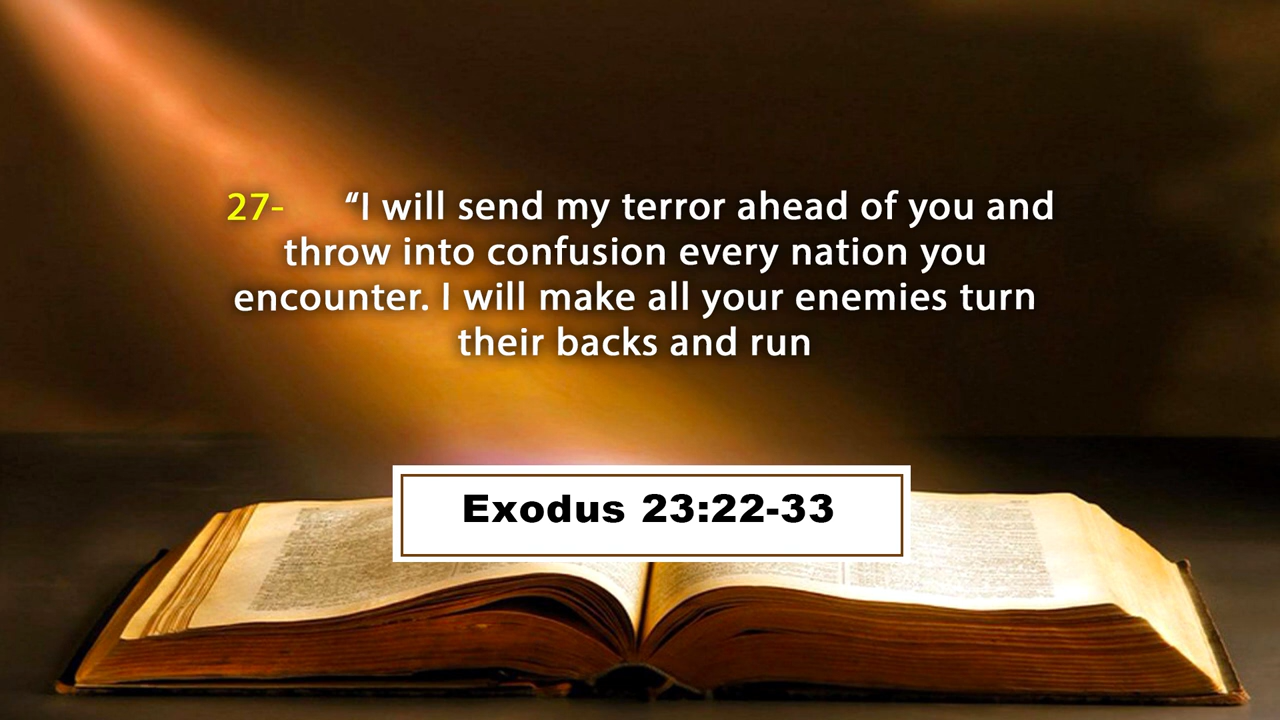 27- “I will send my terror ahead of you and
throw into confusion every nation you
encounter. I will make all your enemies turn
their backs and run
Exodus 23:22-33